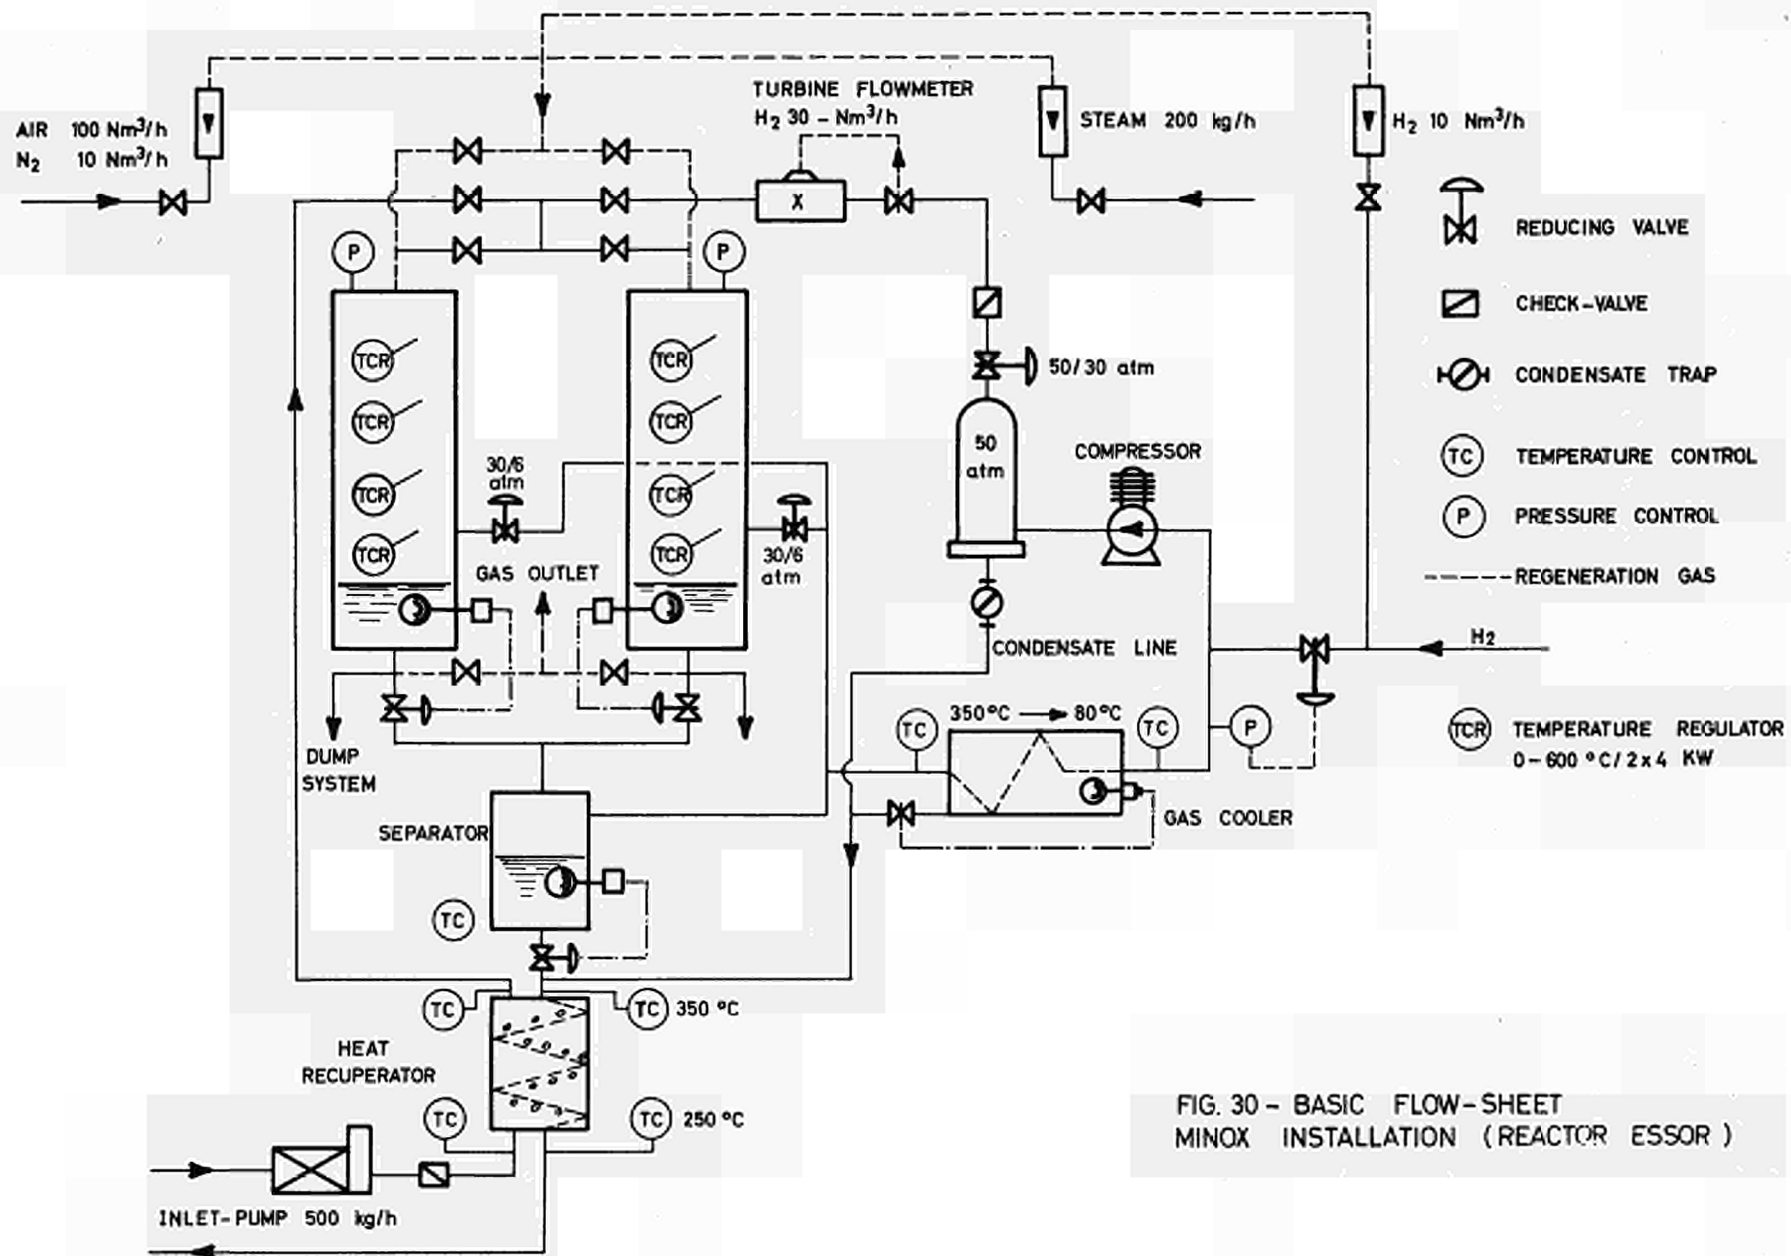 TURBINE FLOWMETER
H₂ 30 - Nm³/h
AIR 100 Nm³/h
N₂ 10 Nm³/h
STEAM 200 kg/h
H₂ 10 Nm³/h
X
P
P
REDUCING VALVE
CHECK-VALVE
CONDENSATE TRAP
TC TEMPERATURE CONTROL
P PRESSURE CONTROL
REGENERATION GAS
TCR
TCR
TCR
TCR
TCR
TCR
TCR
TCR
50/30 atm
50
atm
COMPRESSOR
30/6
atm
30/6
atm
GAS OUTLET
CONDENSATE LINE
H₂
TCR TEMPERATURE REGULATOR
0-600 °C/2x4 KW
DUMP
SYSTEM
TC
350°C 80°C
TC
P
GAS COOLER
SEPARATOR
TC
TC
TC 350 °C
HEAT
RECUPERATOR
TC
TC 250 °C
INLET-PUMP 500 kg/h
FIG. 30 - BASIC FLOW-SHEET
MINOX INSTALLATION (REACTOR ESSOR)